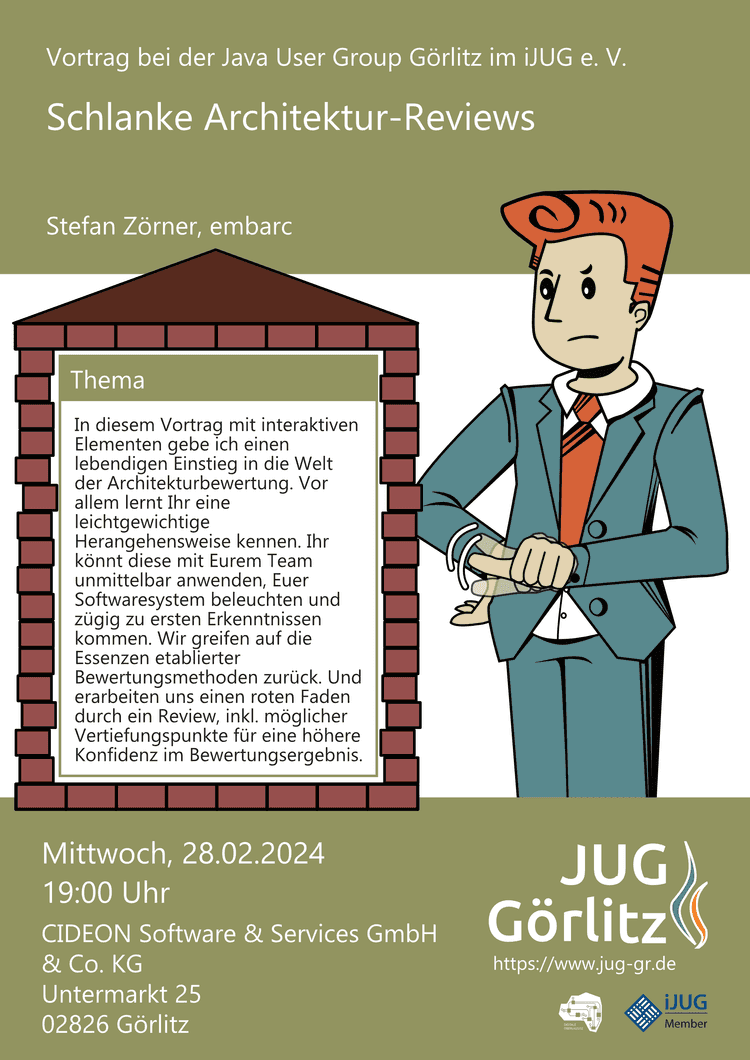 Vortrag bei der Java User Group Görlitz im iJUG e. V.
Schlanke Architektur-Reviews
Stefan Zörner, embarc
Thema
In diesem Vortrag mit interaktiven
Elementen gebe ich einen
lebendigen Einstieg in die Welt
der Architekturbewertung. Vor
allem lernt Ihr eine
leichtgewichtige
Herangehensweise kennen. Ihr
könnt diese mit Eurem Team
unmittelbar anwenden, Euer
Softwaresystem beleuchten und
zügig zu ersten Erkenntnissen
kommen. Wir greifen auf die
Essenzen etablierter
Bewertungsmethoden zurück. Und
erarbeiten uns einen roten Faden
durch ein Review, inkl. möglicher
Vertiefungspunkte für eine höhere
Konfidenz im Bewertungsergebnis.
Mittwoch, 28.02.2024
19:00 Uhr
CIDEON Software & Services GmbH
& Co. KG
Untermarkt 25
02826 Görlitz
JUG
Görlitz
https://www.jug-gr.de
iJUG
Member